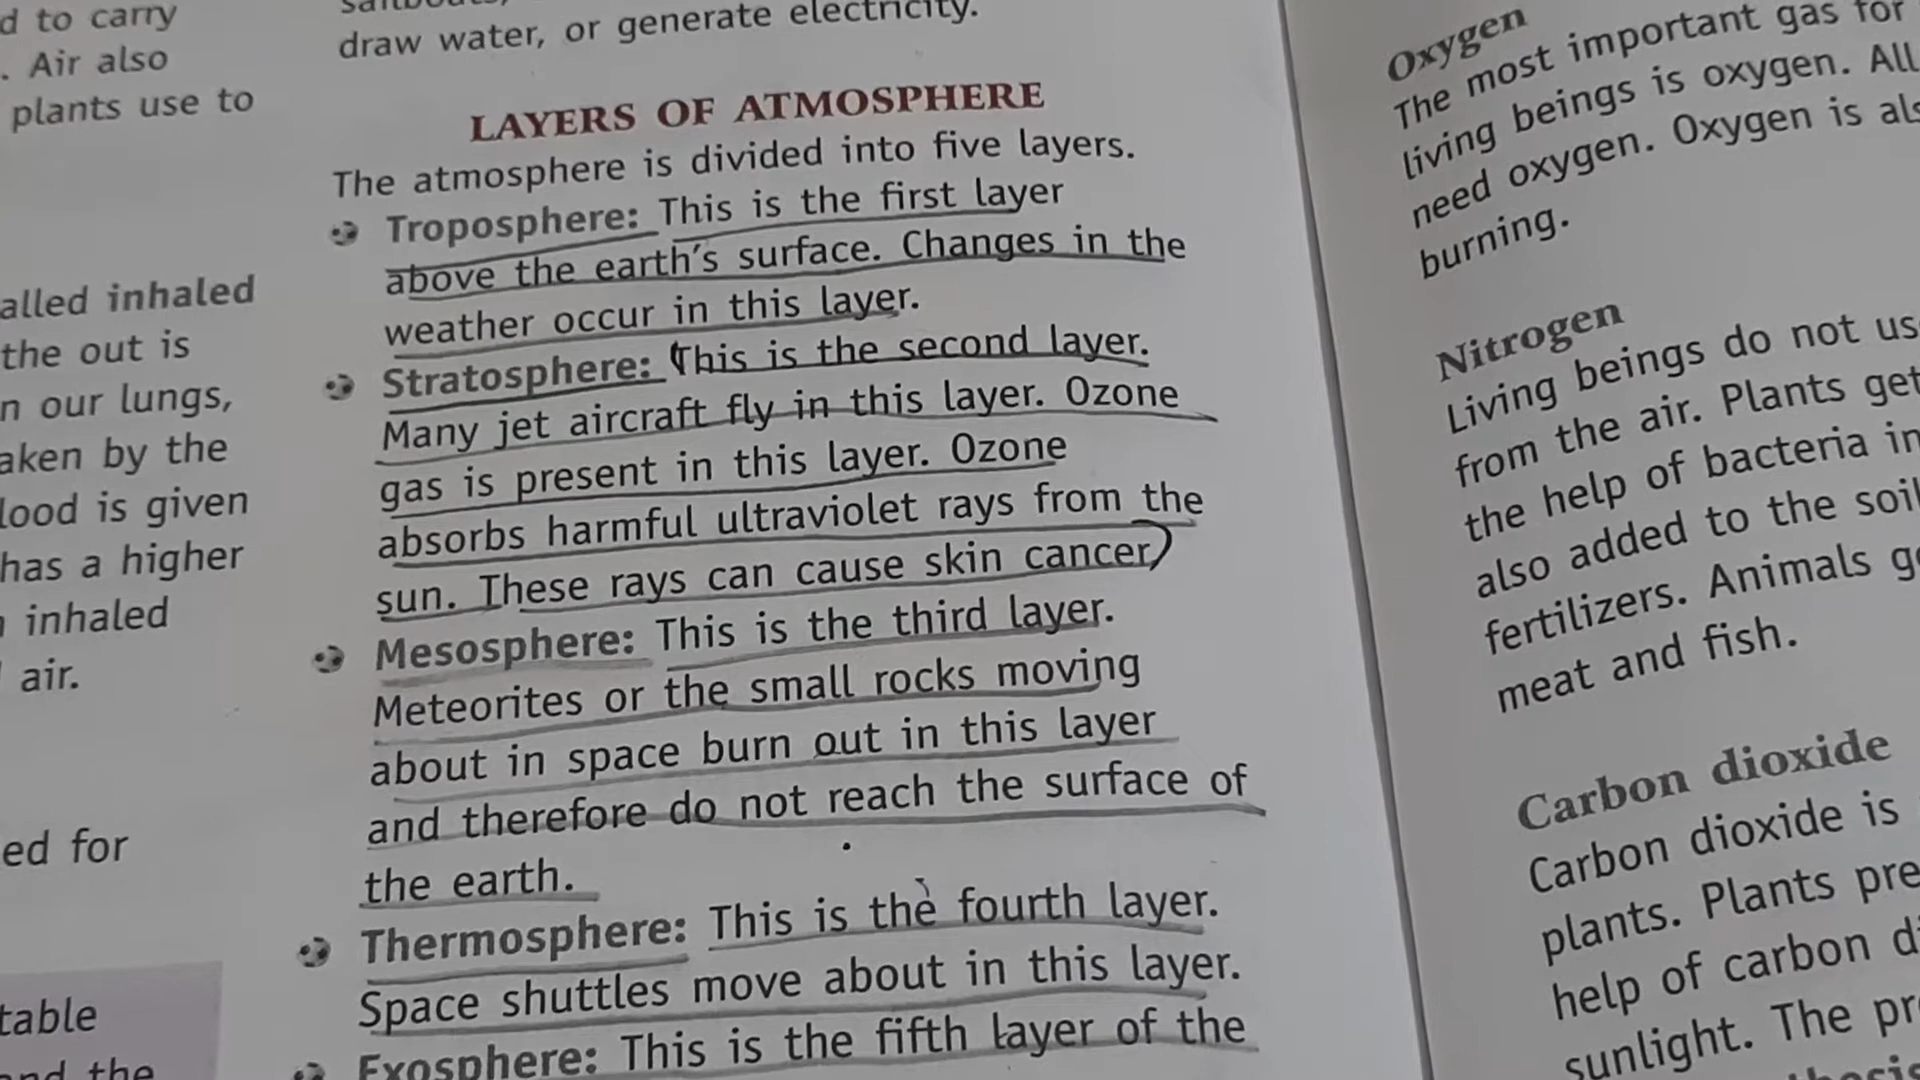 d to carry
. Air also
plants use to
alled inhaled
the out is
n our lungs,
aken by the
lood is given
has a higher
inhaled
air.
ed for
table
and the
draw water, or generate electricity.
LAYERS OF ATMOSPHERE
The atmosphere is divided into five layers.
Troposphere: This is the first layer
above the earth's surface. Changes in the
weather occur in this layer.
Stratosphere: (This is the second layer.
Many jet aircraft fly in this layer. Ozone
gas is present in this layer. Ozone
absorbs harmful ultraviolet rays from the
sun. These rays can cause skin cancer)
Mesosphere: This is the third layer.
Meteorites or the small rocks moving
about in space burn out in this layer
and therefore do not reach the surface of
the earth.
Thermosphere: This is the fourth layer.
Space shuttles move about in this layer.
Exosphere: This is the fifth layer of the
Oxygen
The most important gas for
living beings is oxygen. All
need oxygen. Oxygen is als
burning.
Nitrogen
Living beings do not us
from the air. Plants get
the help of bacteria in
also added to the soil
fertilizers. Animals ge
meat and fish.
Carbon dioxide
Carbon dioxide is
plants. Plants pre
help of carbon di
sunlight. The pr